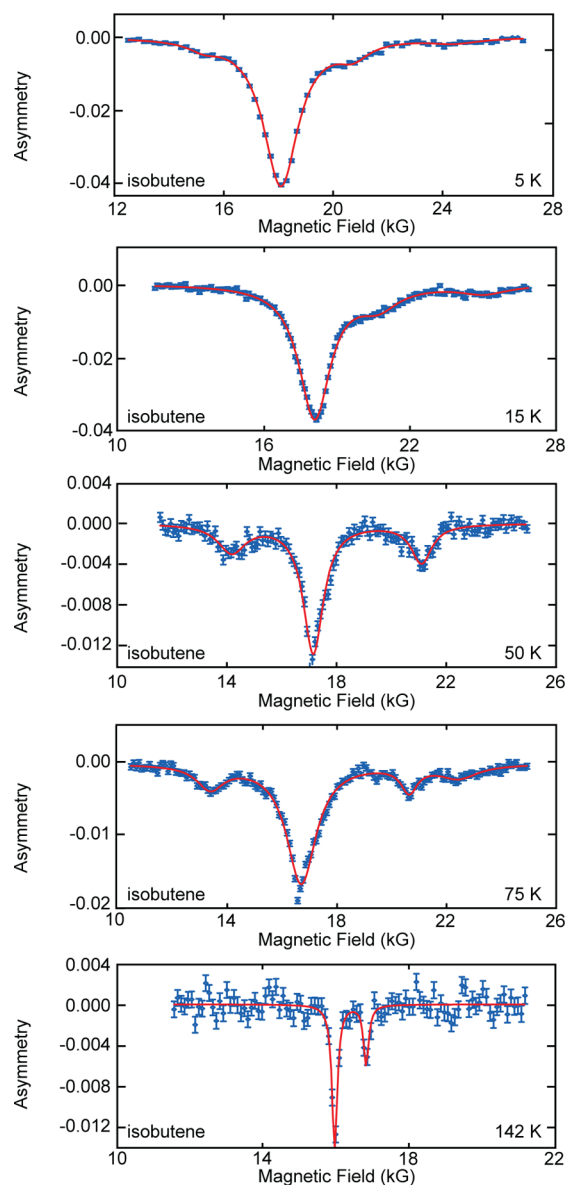 0.00
-0.02
-0.04
Asymmetry
isobutene 5 K
12 16 20 24 28
Magnetic Field (kG)
0.00
-0.02
-0.04
Asymmetry
isobutene 15 K
10 16 22 28
Magnetic Field (kG)
0.004
0.000
-0.004
-0.008
-0.012
Asymmetry
isobutene 50 K
10 14 18 22 26
Magnetic Field (kG)
0.00
-0.01
-0.02
Asymmetry
isobutene 75 K
10 14 18 22 26
Magnetic Field (kG)
0.004
0.000
-0.004
-0.008
-0.012
Asymmetry
isobutene 142 K
10 14 18 22
Magnetic Field (kG)